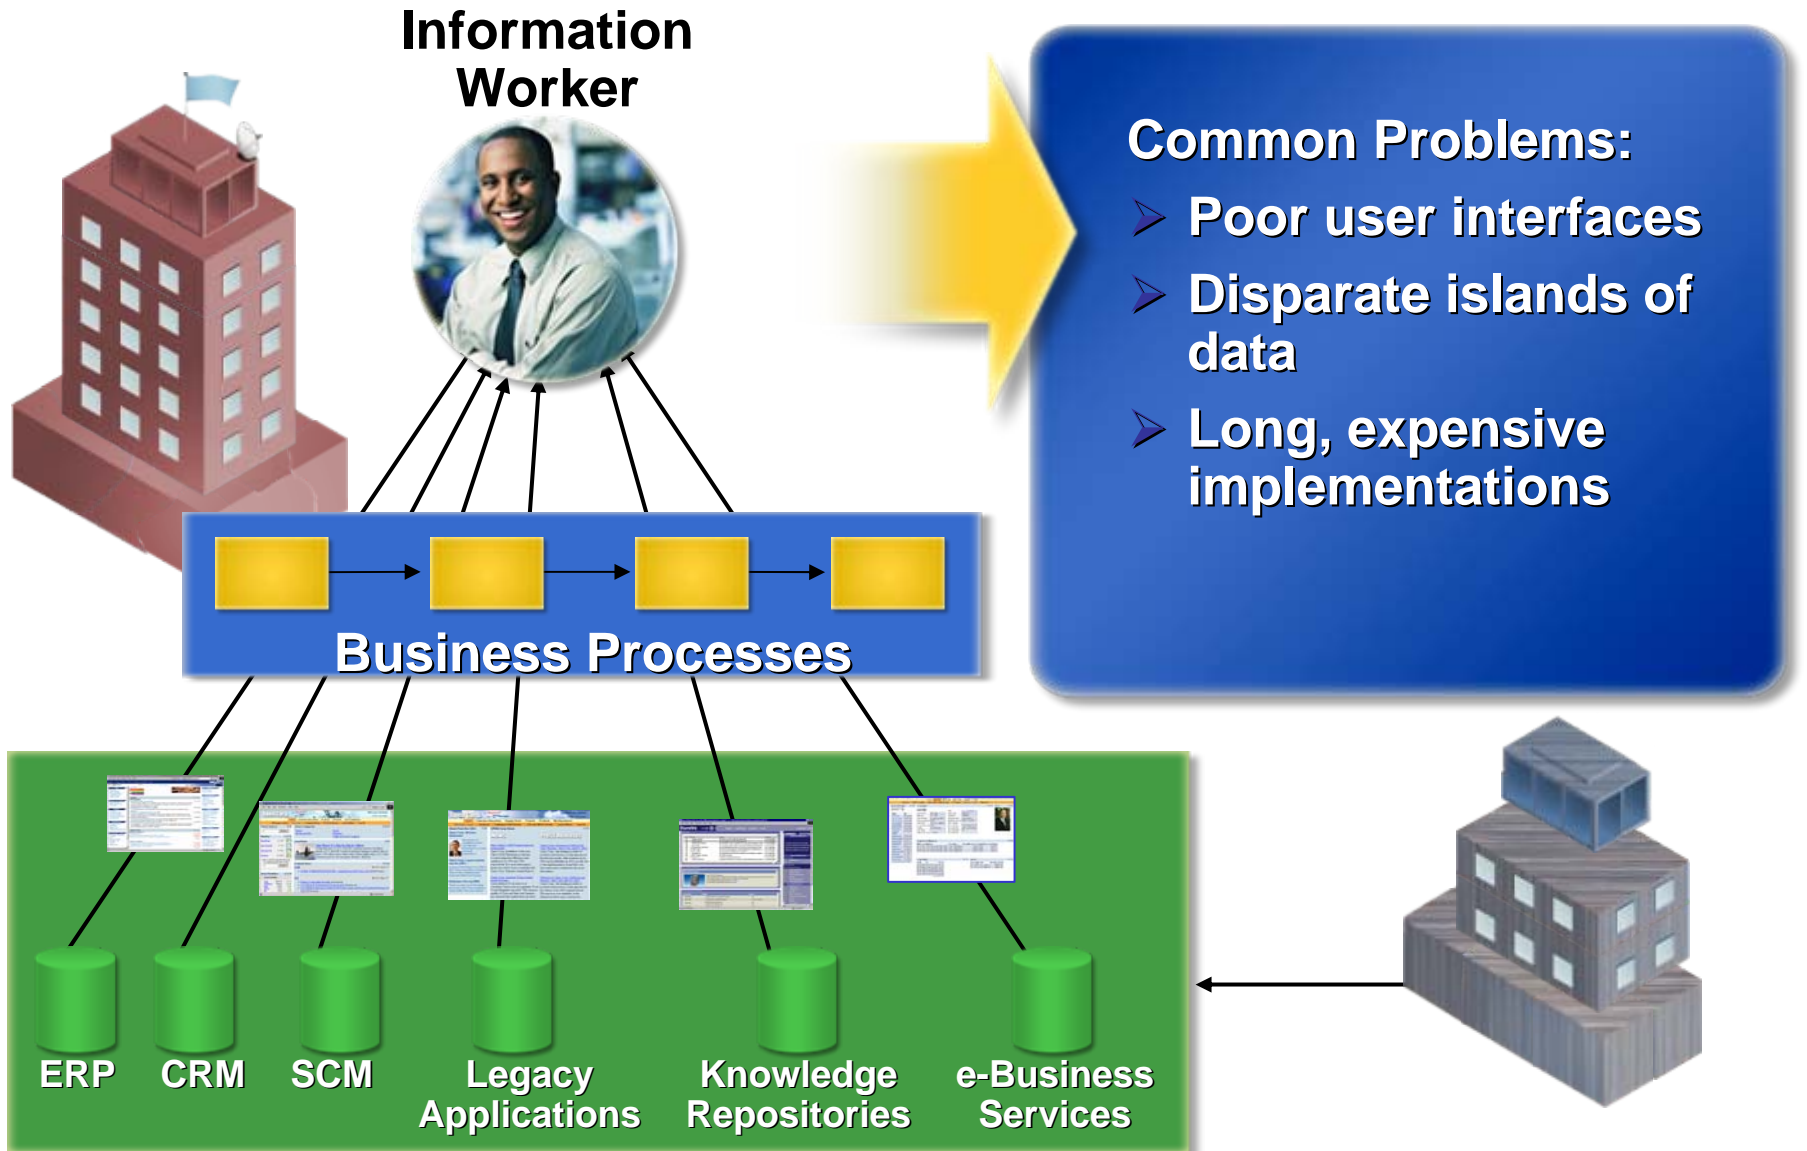 Information
Worker
Common Problems:
Poor user interfaces
Disparate islands of
data
Long, expensive
implementations
Business Processes
ERP
CRM
SCM
Legacy
Applications
Knowledge
Repositories
e-Business
Services